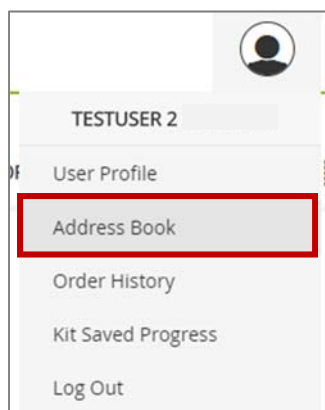 TESTUSER 2
User Profile
Address Book
Order History
Kit Saved Progress
Log Out